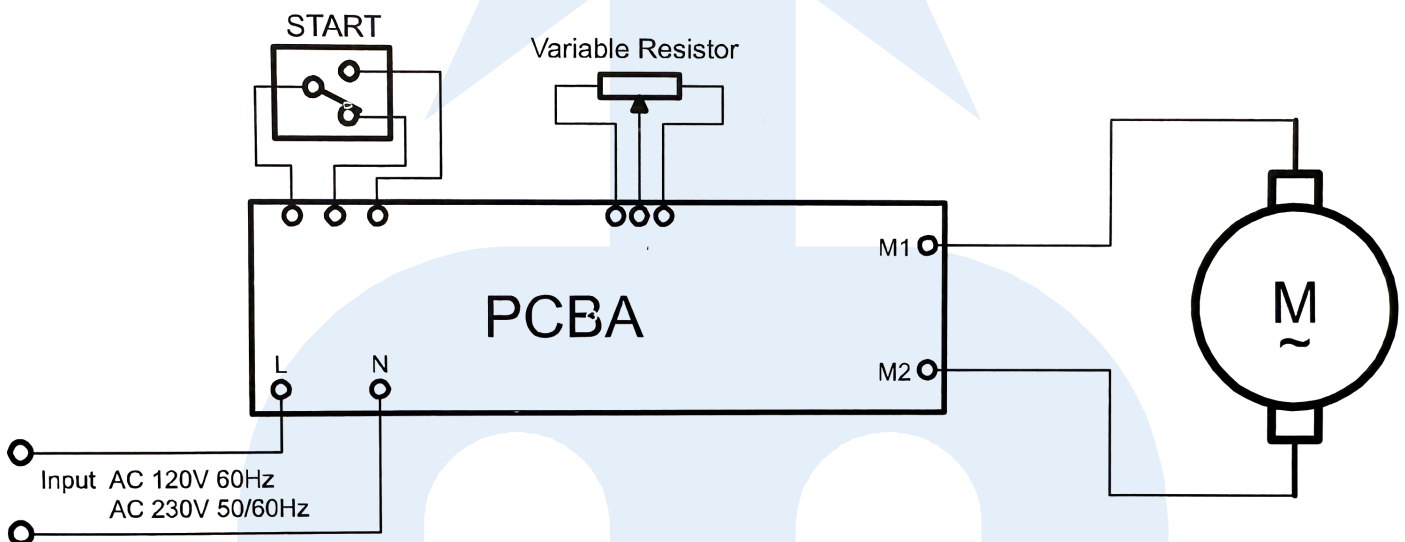 START
Variable Resistor
M1
PCBA
M
~
L
N
M2
Input AC 120V 60Hz
AC 230V 50/60Hz